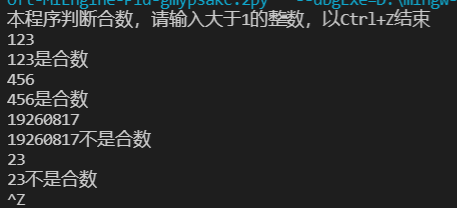 本程序判断合数，请输入大于1的整数，以Ctrl+Z结束
123
123是合数
456
456是合数
19260817
19260817不是合数
23
23不是合数
^Z